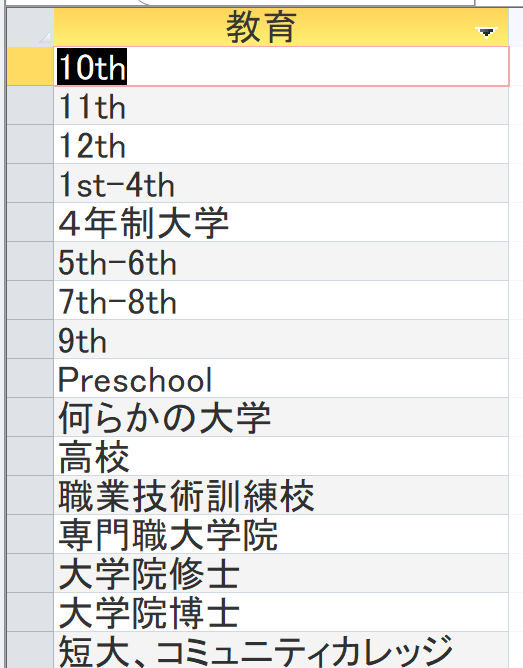 教育
10th
11th
12th
1st-4th
４年制大学
5th-6th
7th-8th
9th
Preschool
何らかの大学
高校
職業技術訓練校
専門職大学院
大学院修士
大学院博士
短大、コミュニティカレッジ